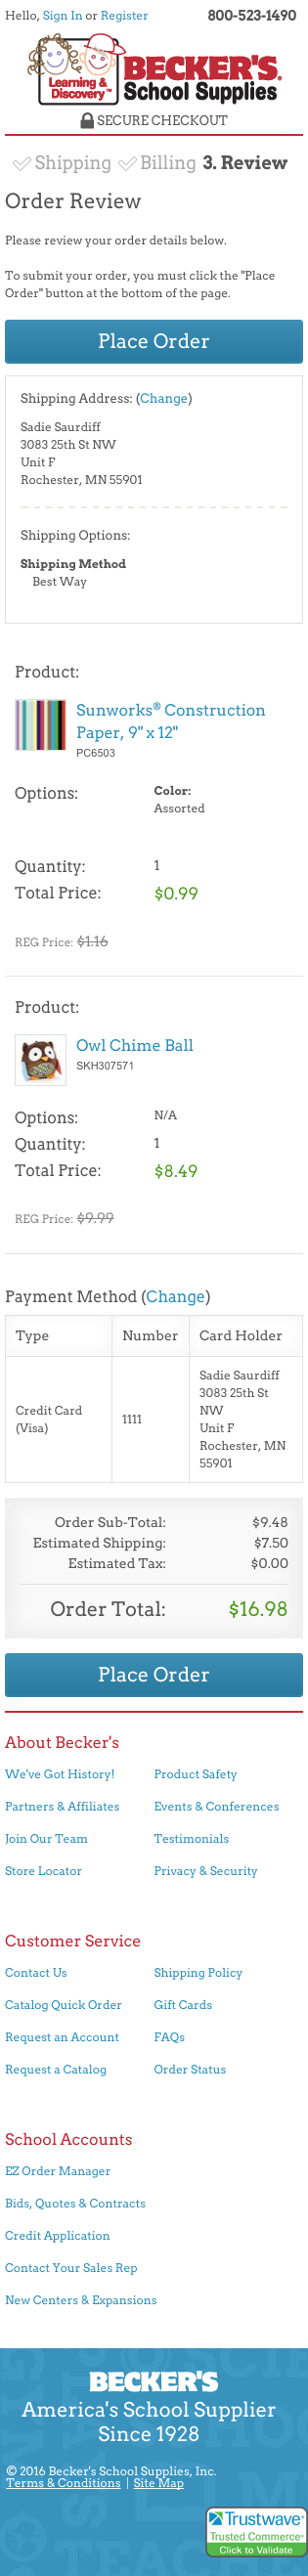 Hello, Sign In or Register
800-523-1490
Learning & Discovery™
BECKER'S®
School Supplies
SECURE CHECKOUT
Shipping Billing 3. Review
Order Review
Please review your order details below.
To submit your order, you must click the "Place
Order" button at the bottom of the page.
Place Order
Shipping Address: (Change)
Sadie Saurdiff
3083 25th St NW
Unit F
Rochester, MN 55901
Shipping Options:
Shipping Method
Best Way
Product:
Sunworks® Construction
Paper, 9" x 12"
PC6503
Options: Color:
Assorted
Quantity: 1
Total Price: $0.99
REG Price: $1.16
Product:
Owl Chime Ball
SKH307571
Options: N/A
Quantity: 1
Total Price: $8.49
REG Price: $9.99
Payment Method (Change)
Type Number Card Holder
Credit Card
(Visa)
1111
Sadie Saurdiff
3083 25th St
NW
Unit F
Rochester, MN
55901
Order Sub-Total: $9.48
Estimated Shipping: $7.50
Estimated Tax: $0.00
Order Total: $16.98
Place Order
About Becker's
We've Got History! Product Safety
Partners & Affiliates Events & Conferences
Join Our Team Testimonials
Store Locator Privacy & Security
Customer Service
Contact Us Shipping Policy
Catalog Quick Order Gift Cards
Request an Account FAQs
Request a Catalog Order Status
School Accounts
EZ Order Manager
Bids, Quotes & Contracts
Credit Application
Contact Your Sales Rep
New Centers & Expansions
BECKER'S
America's School Supplier
Since 1928
© 2016 Becker's School Supplies, Inc.
Terms & Conditions | Site Map
Trustwave®
Trusted Commerce®
Click to Validate